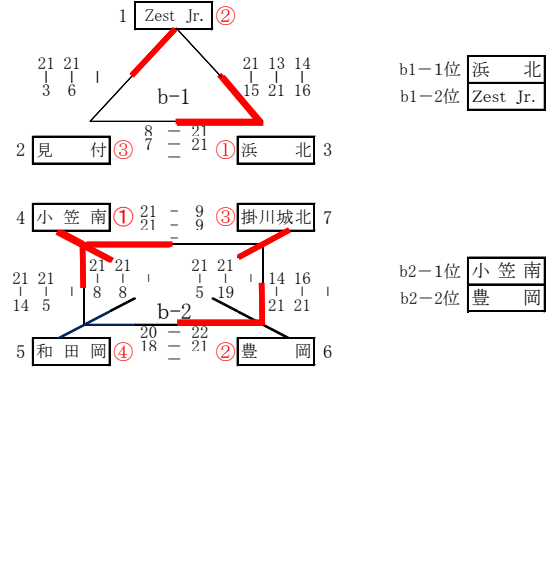 1 Zest Jr. ②
21 21 21 13 14
| | | | | |
3 6 15 21 16
b-1
8 − 21
7 − 21
−
2 見 付 ③ ① 浜 北 3
b1－1位 浜 北
b1－2位 Zest Jr.
4 小 笠 南 ① 21 - 9 ③ 掛川城北 7
21 - 9
-
21 21 21 21
21 21 | | | | | | 14 16
| | | 8 8 5 19 | | |
14 5 21 21
b-2
20 − 22
18 − 21
−
5 和 田 岡 ④ ② 豊 岡 6
b2－1位 小 笠 南
b2－2位 豊 岡